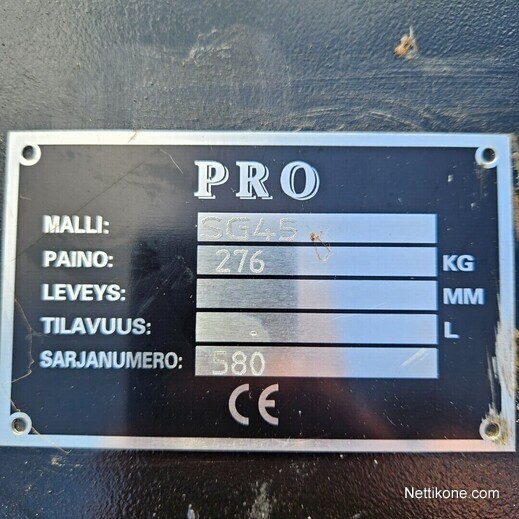 PRO
MALLI: SG45
PAINO: 276 KG
LEVEYS: MM
TILAVUUS: L
SARJANUMERO: 580
CE
Nettikone.com